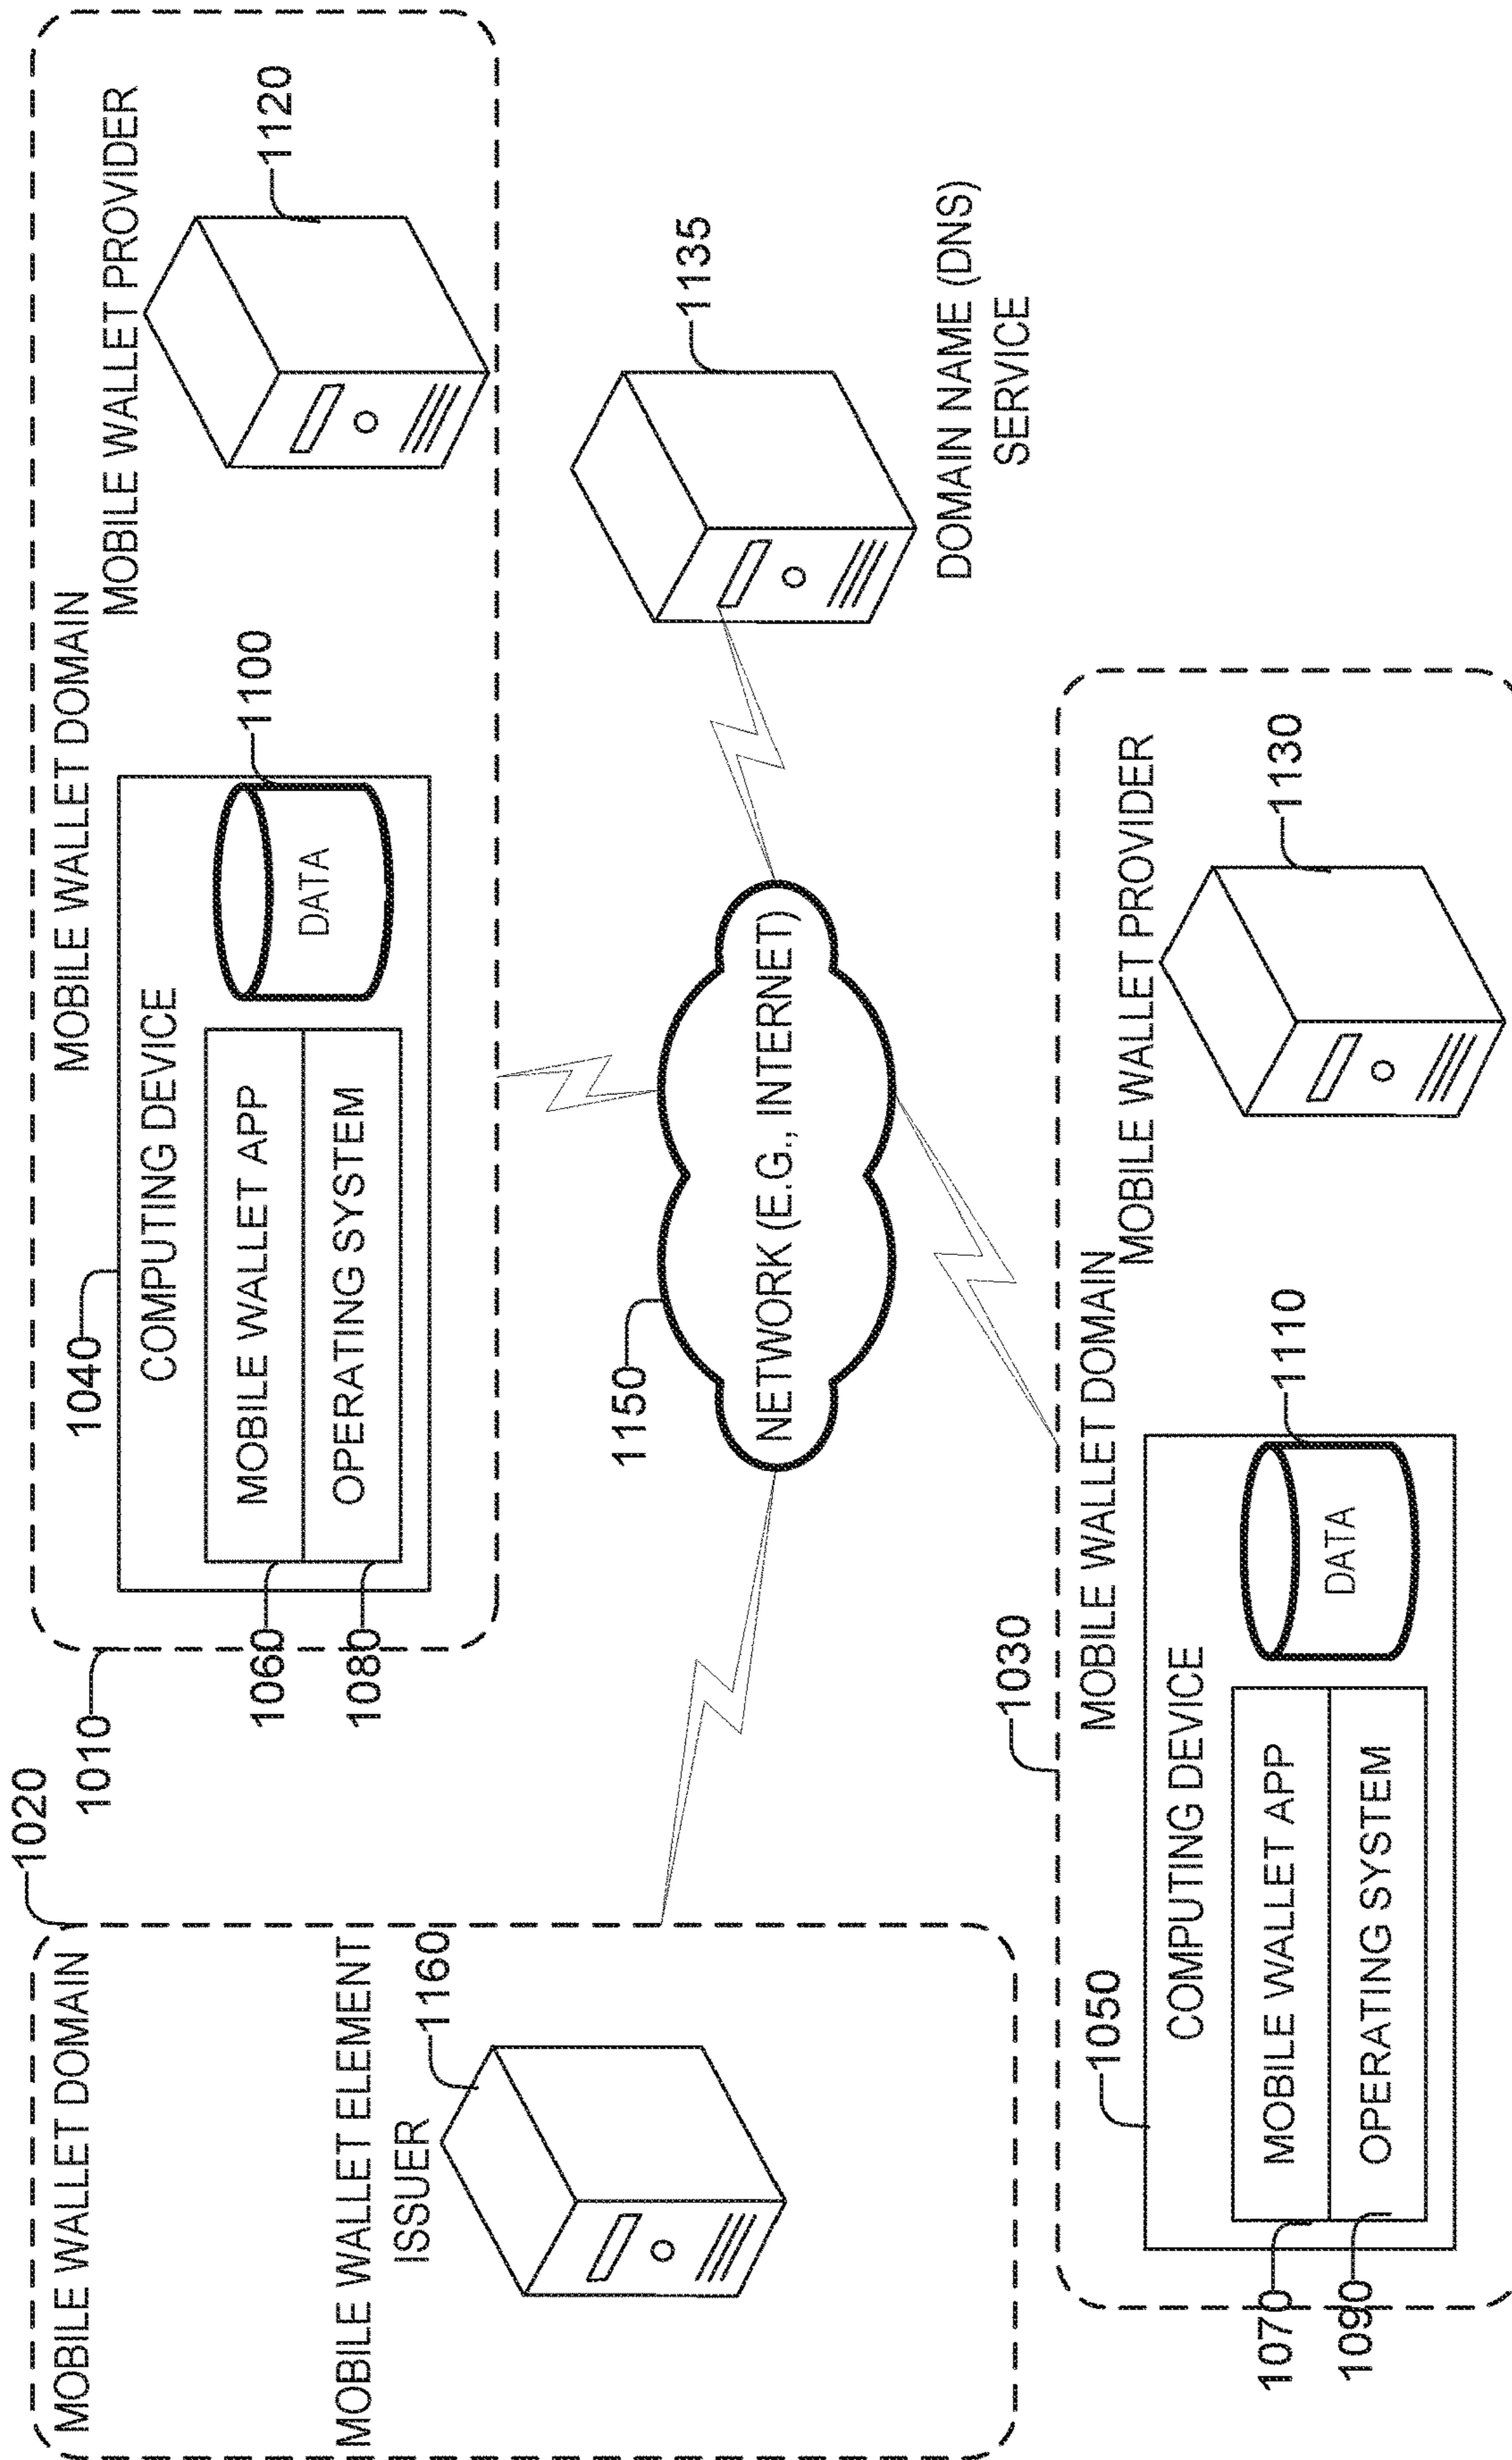 1020
MOBILE WALLET DOMAIN
MOBILE WALLET ELEMENT
ISSUER
1160
1010
MOBILE WALLET DOMAIN
1040
COMPUTING DEVICE
MOBILE WALLET APP
OPERATING SYSTEM
1060
1080
DATA
1100
MOBILE WALLET PROVIDER
1120
1150
NETWORK (E.G., INTERNET)
1135
DOMAIN NAME (DNS)
SERVICE
1030
MOBILE WALLET DOMAIN
1050
COMPUTING DEVICE
MOBILE WALLET APP
OPERATING SYSTEM
1070
1090
DATA
1110
MOBILE WALLET PROVIDER
1130